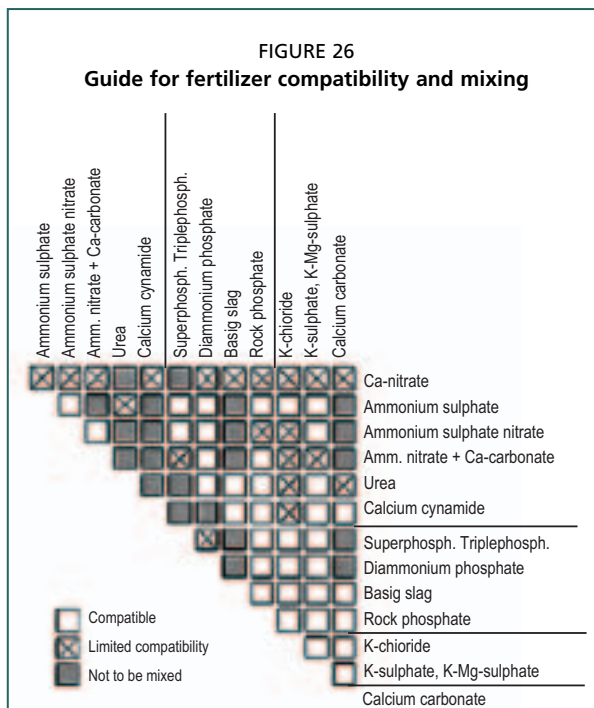 FIGURE 26
Guide for fertilizer compatibility and mixing
Ammonium sulphate
Ammonium sulphate nitrate
Amm. nitrate + Ca-carbonate
Urea
Calcium cynamide
Superphosph. Triplephosph.
Diammonium phosphate
Basig slag
Rock phosphate
K-chioride
K-sulphate, K-Mg-sulphate
Calcium carbonate
Ca-nitrate
Ammonium sulphate
Ammonium sulphate nitrate
Amm. nitrate + Ca-carbonate
Urea
Calcium cynamide
Superphosph. Triplephosph.
Diammonium phosphate
Basig slag
Rock phosphate
K-chioride
K-sulphate, K-Mg-sulphate
Calcium carbonate
Compatible
Limited compatibility
Not to be mixed